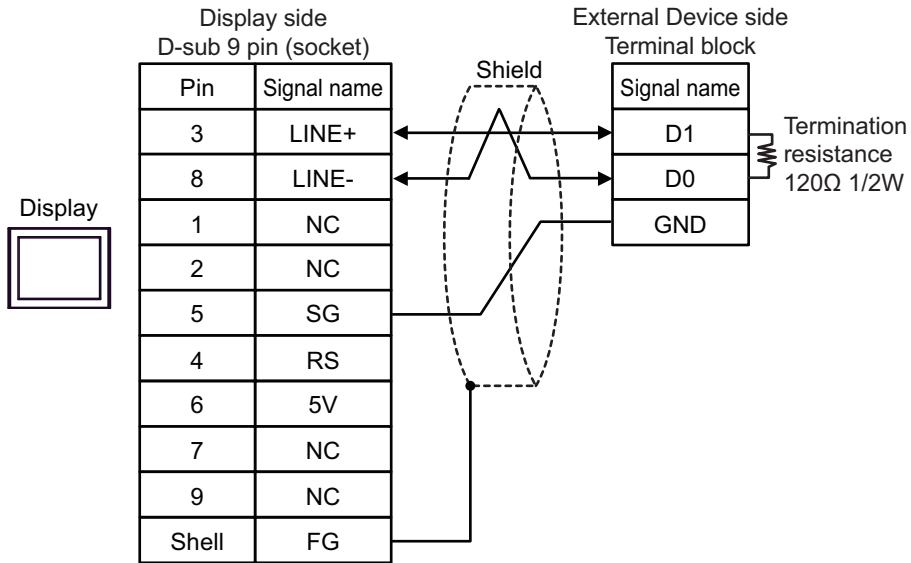 Display side
D-sub 9 pin (socket)
External Device side
Terminal block
Shield
Pin Signal name
3 LINE+
8 LINE-
1 NC
2 NC
5 SG
4 RS
6 5V
7 NC
9 NC
Shell FG
Signal name
D1
D0
GND
Termination
resistance
120Ω 1/2W
Display